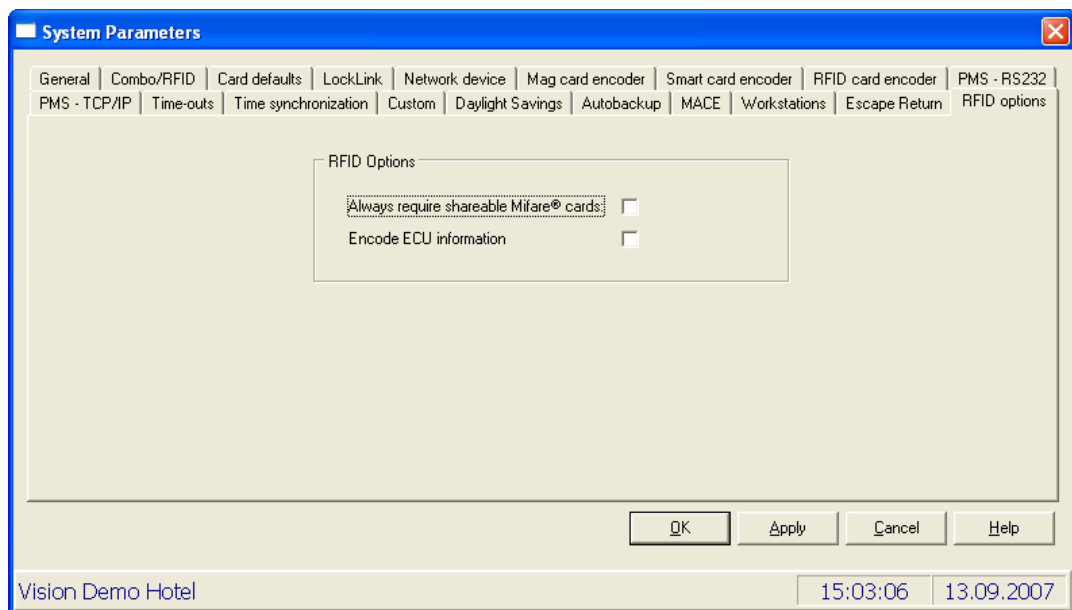 System Parameters
General Combo/RFID Card defaults LockLink Network device Mag card encoder Smart card encoder RFID card encoder PMS - RS232
PMS - TCP/IP Time-outs Time synchronization Custom Daylight Savings Autobackup MACE Workstations Escape Return RFID options
RFID Options
Always require shareable Mifare® cards:
Encode ECU information
OK Apply Cancel Help
Vision Demo Hotel 15:03:06 13.09.2007